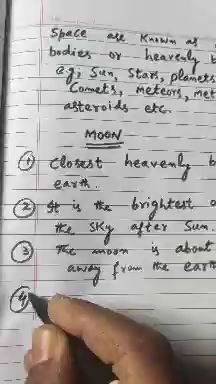 Space are known as
bodies or heavenly
e.g; Sun, Stars, planets
Comets, meteors,
asteroids etc.
MOON
① Closest heavenly
earth.
② It is the brightest
the sky after Sun.
③ The moon is about
away from the earth
④